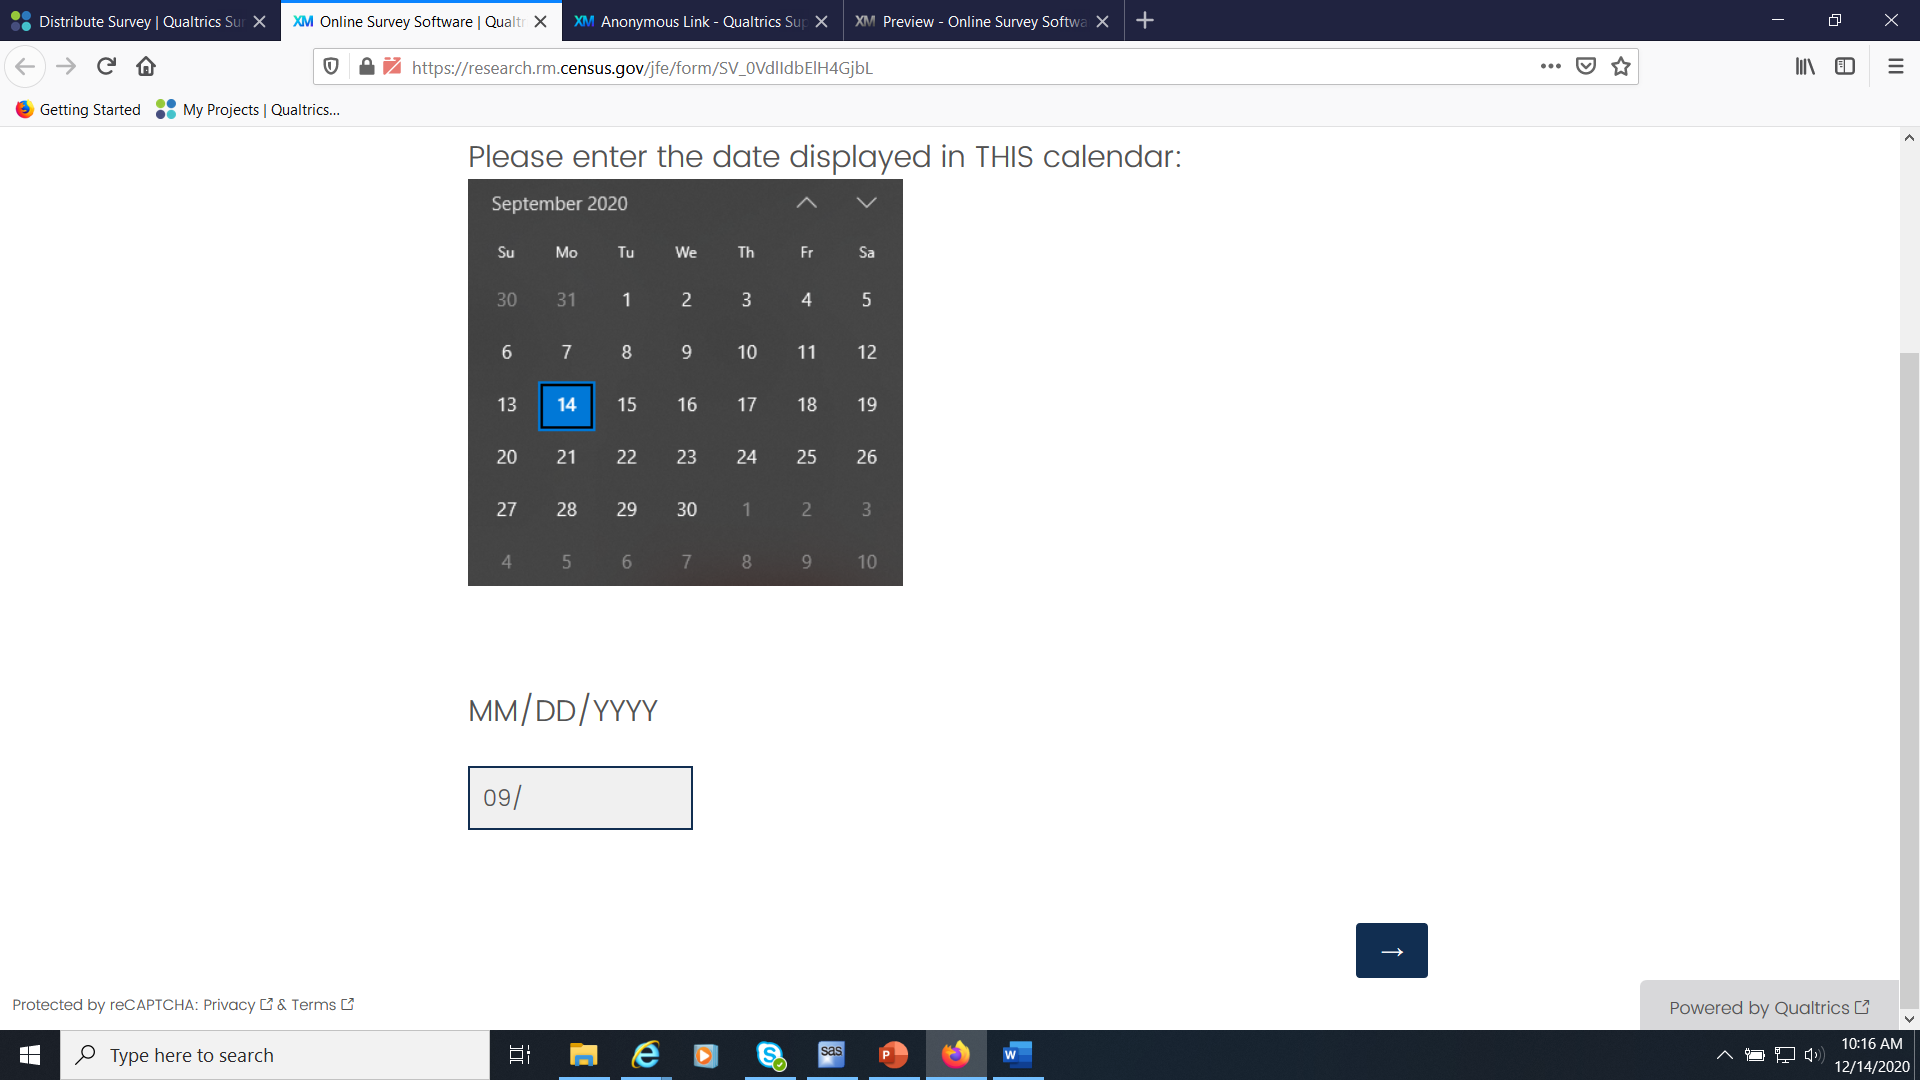 Distribute Survey | Qualtrics Sur
Online Survey Software | Qualtr
Anonymous Link - Qualtrics Sup
Preview - Online Survey Softwa
https://research.rm.census.gov/jfe/form/SV_0VdlIdbElH4GjbL
Getting Started
My Projects | Qualtrics...
Please enter the date displayed in THIS calendar:
September 2020
Su Mo Tu We Th Fr Sa
30 31 1 2 3 4 5
6 7 8 9 10 11 12
13 14 15 16 17 18 19
20 21 22 23 24 25 26
27 28 29 30 1 2 3
4 5 6 7 8 9 10
MM/DD/YYYY
09/
→
Protected by reCAPTCHA: Privacy & Terms
Powered by Qualtrics
Type here to search
10:16 AM
12/14/2020